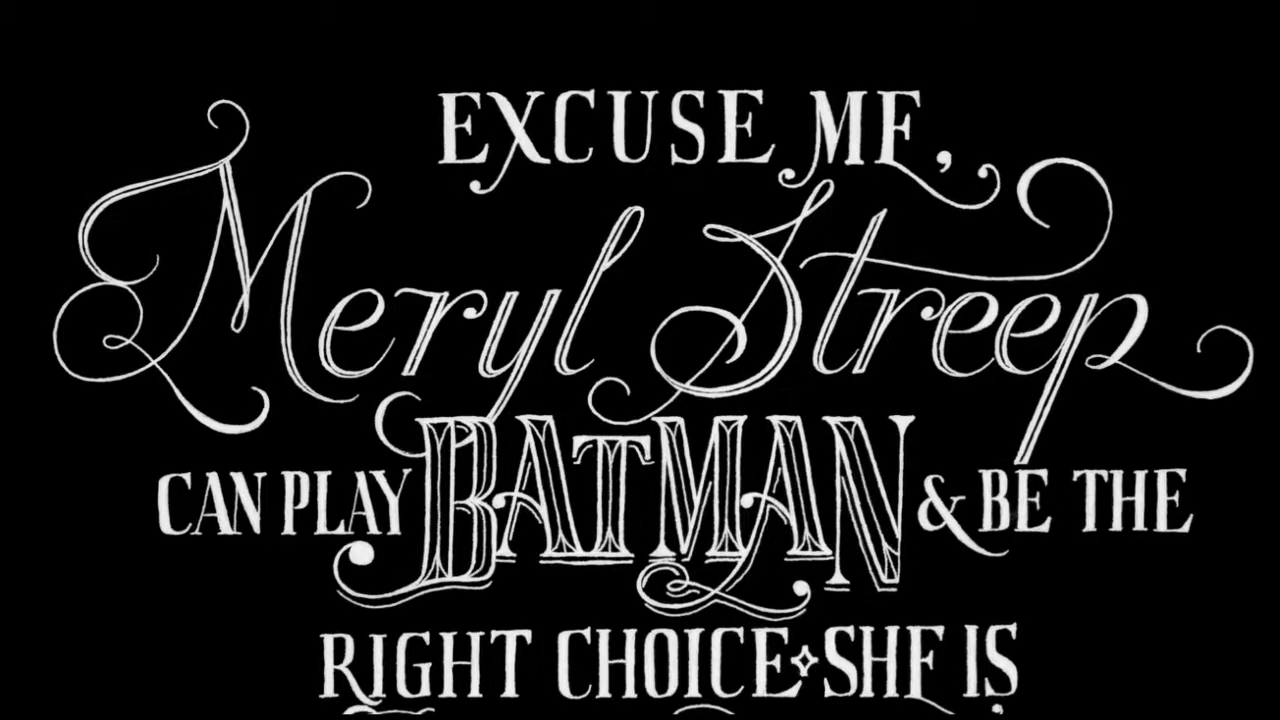 EXCUSE ME,
Meryl Streep
CAN PLAY BATMAN & BE THE
RIGHT CHOICE SHE IS